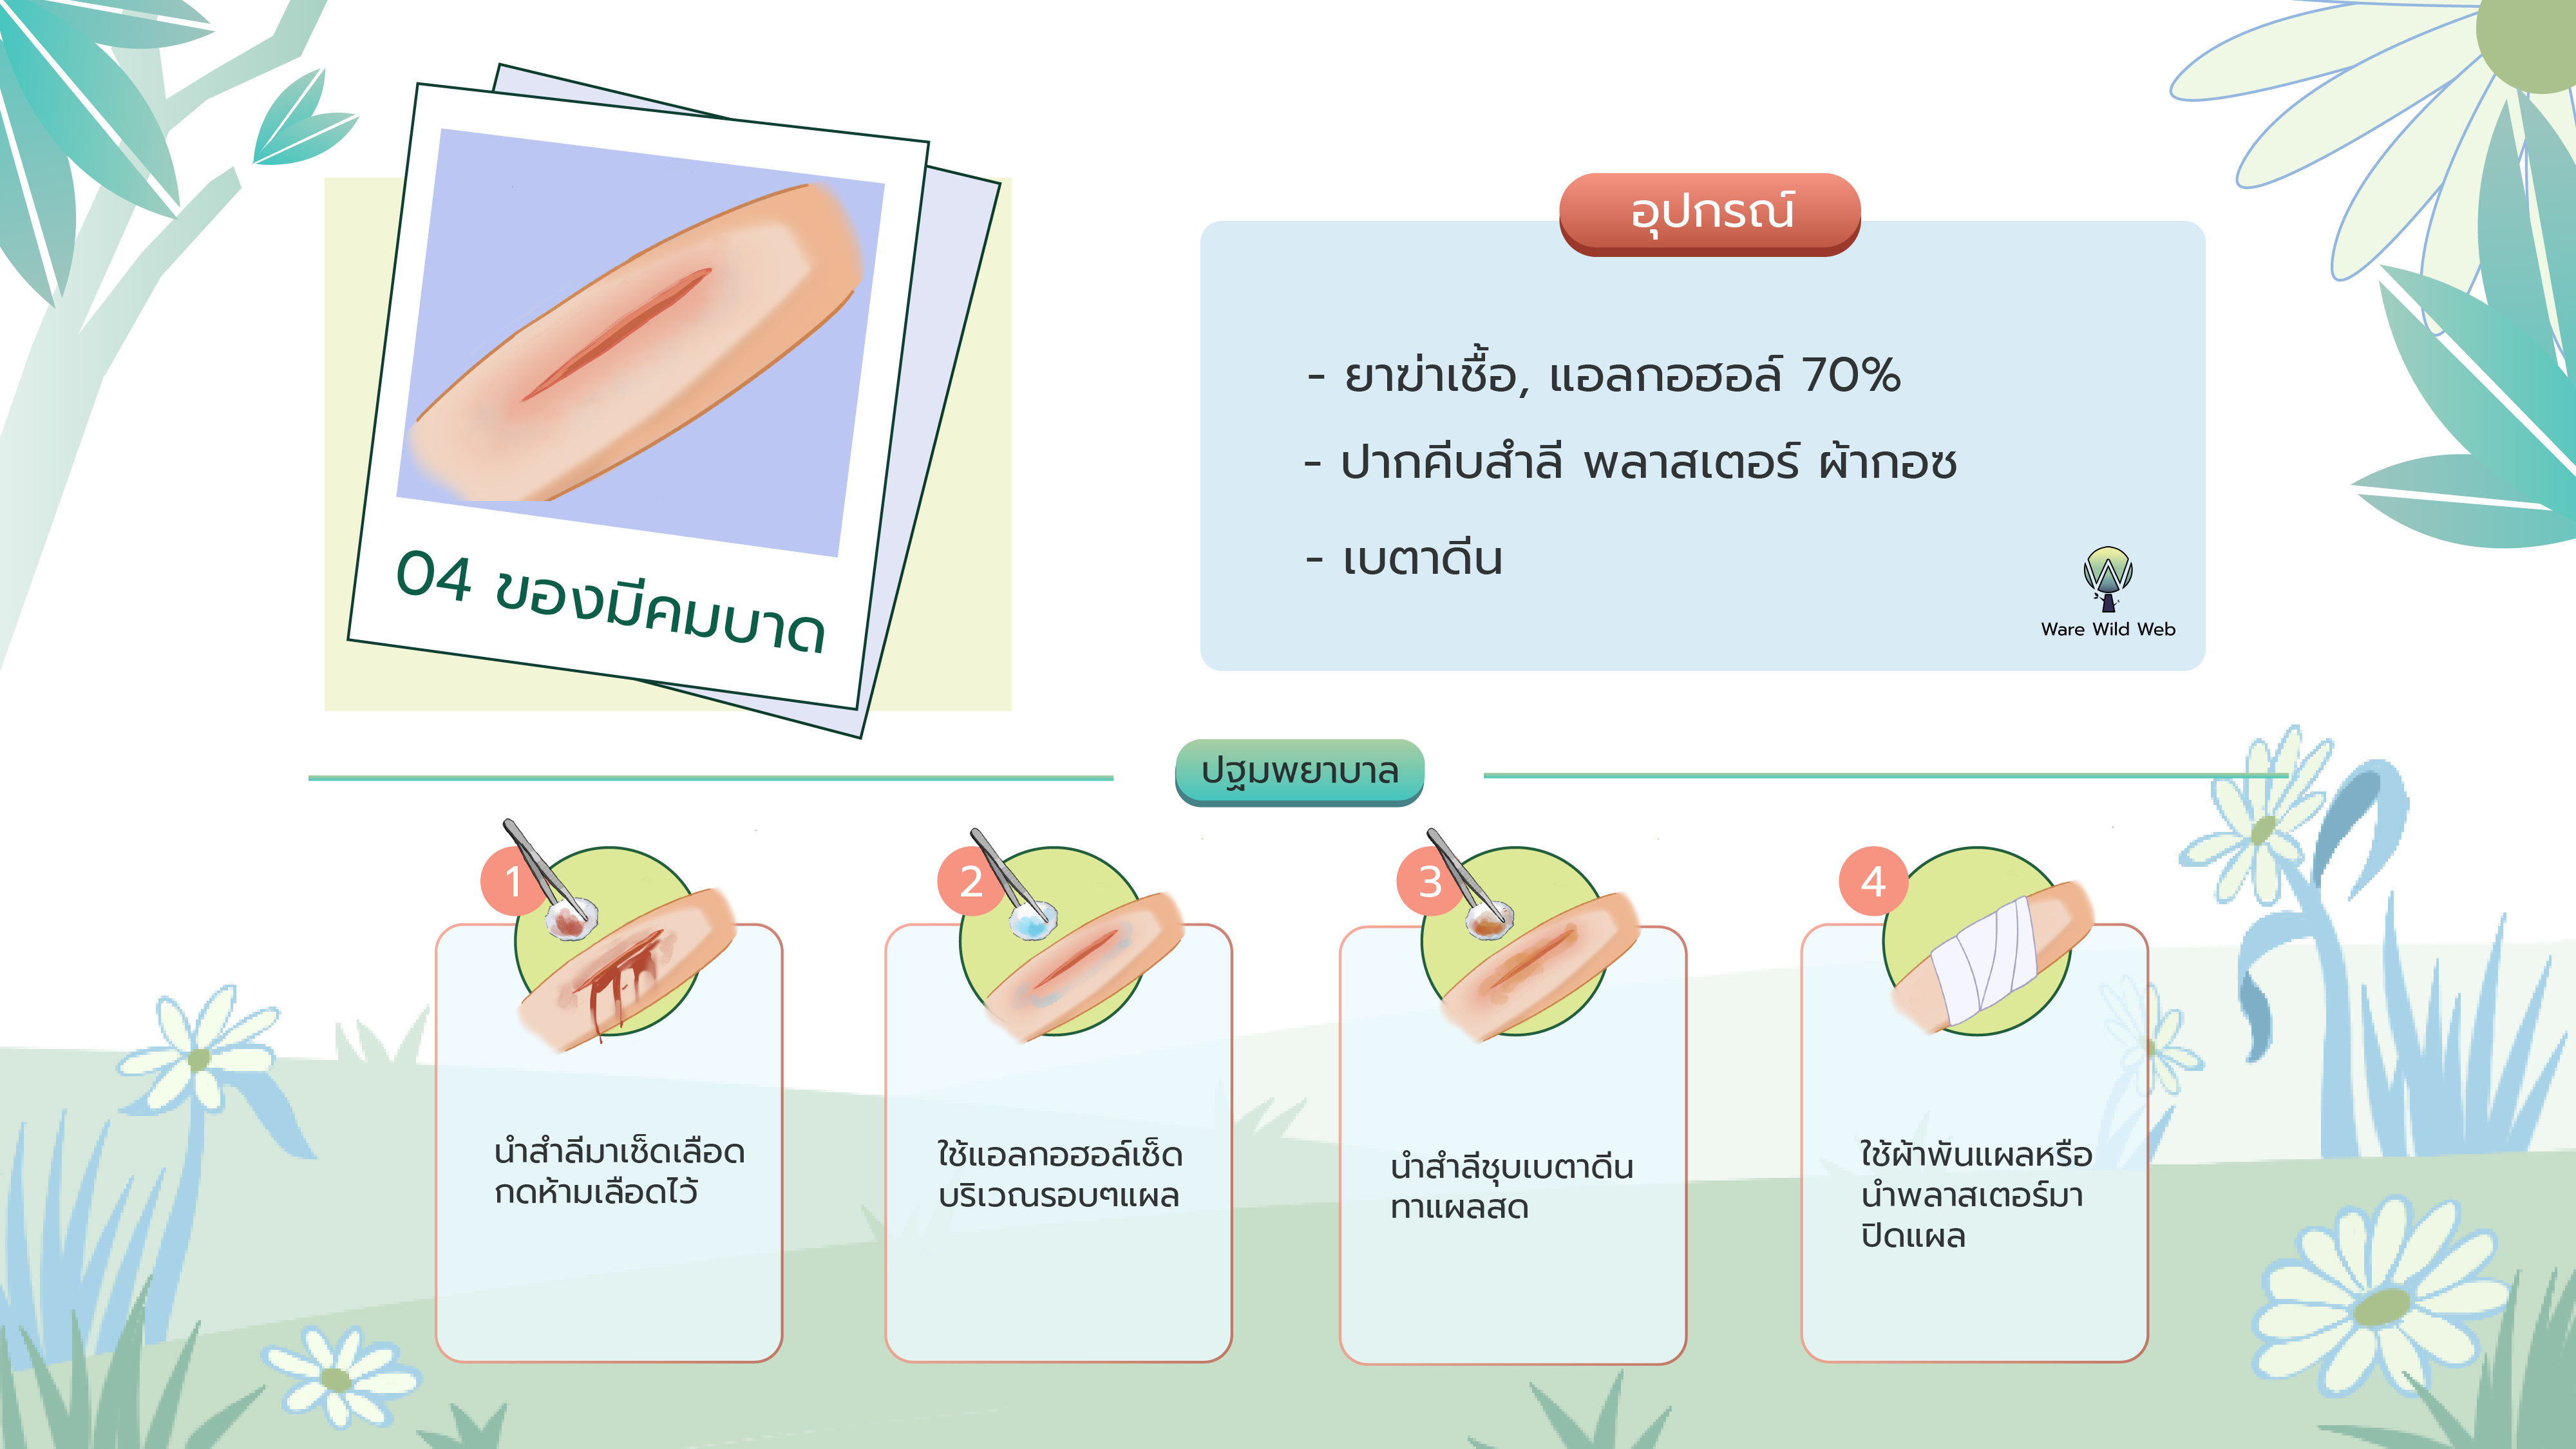 04 ของมีคมบาด
อุปกรณ์
- ยาฆ่าเชื้อ, แอลกอฮอล์ 70%
- ปากคีบสำลี พลาสเตอร์ ผ้ากอซ
- เบตาดีน
Ware Wild Web
ปฐมพยาบาล
1
นำสำลีมาเช็ดเลือด
กดห้ามเลือดไว้
2
ใช้แอลกอฮอล์เช็ด
บริเวณรอบๆแผล
3
นำสำลีชุบเบตาดีน
ทาแผลสด
4
ใช้ผ้าพันแผลหรือ
นำพลาสเตอร์มา
ปิดแผล